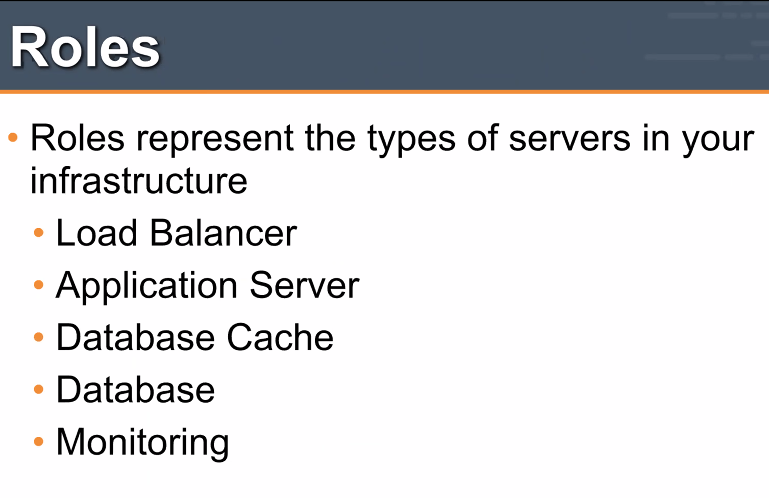 Roles
• Roles represent the types of servers in your
infrastructure
• Load Balancer
• Application Server
• Database Cache
• Database
• Monitoring